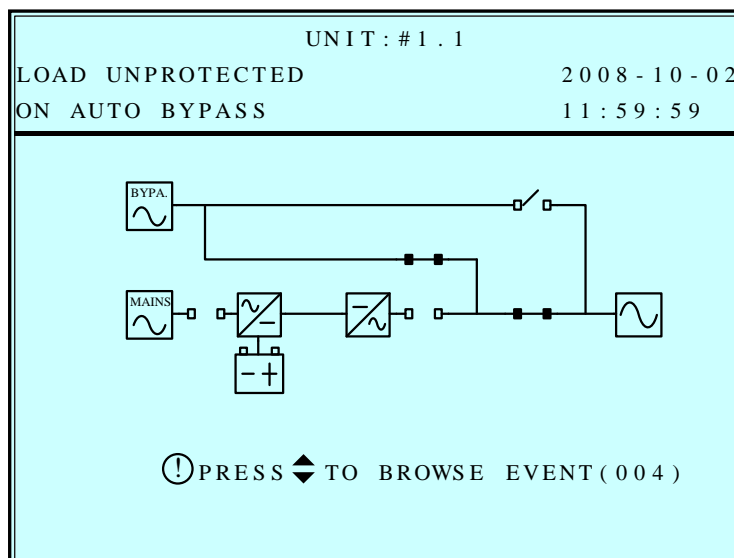 UNIT:#1.1
LOAD UNPROTECTED 2008-10-02
ON AUTO BYPASS 11:59:59
BYPA.
MAINS
PRESS TO BROWSE EVENT(004)